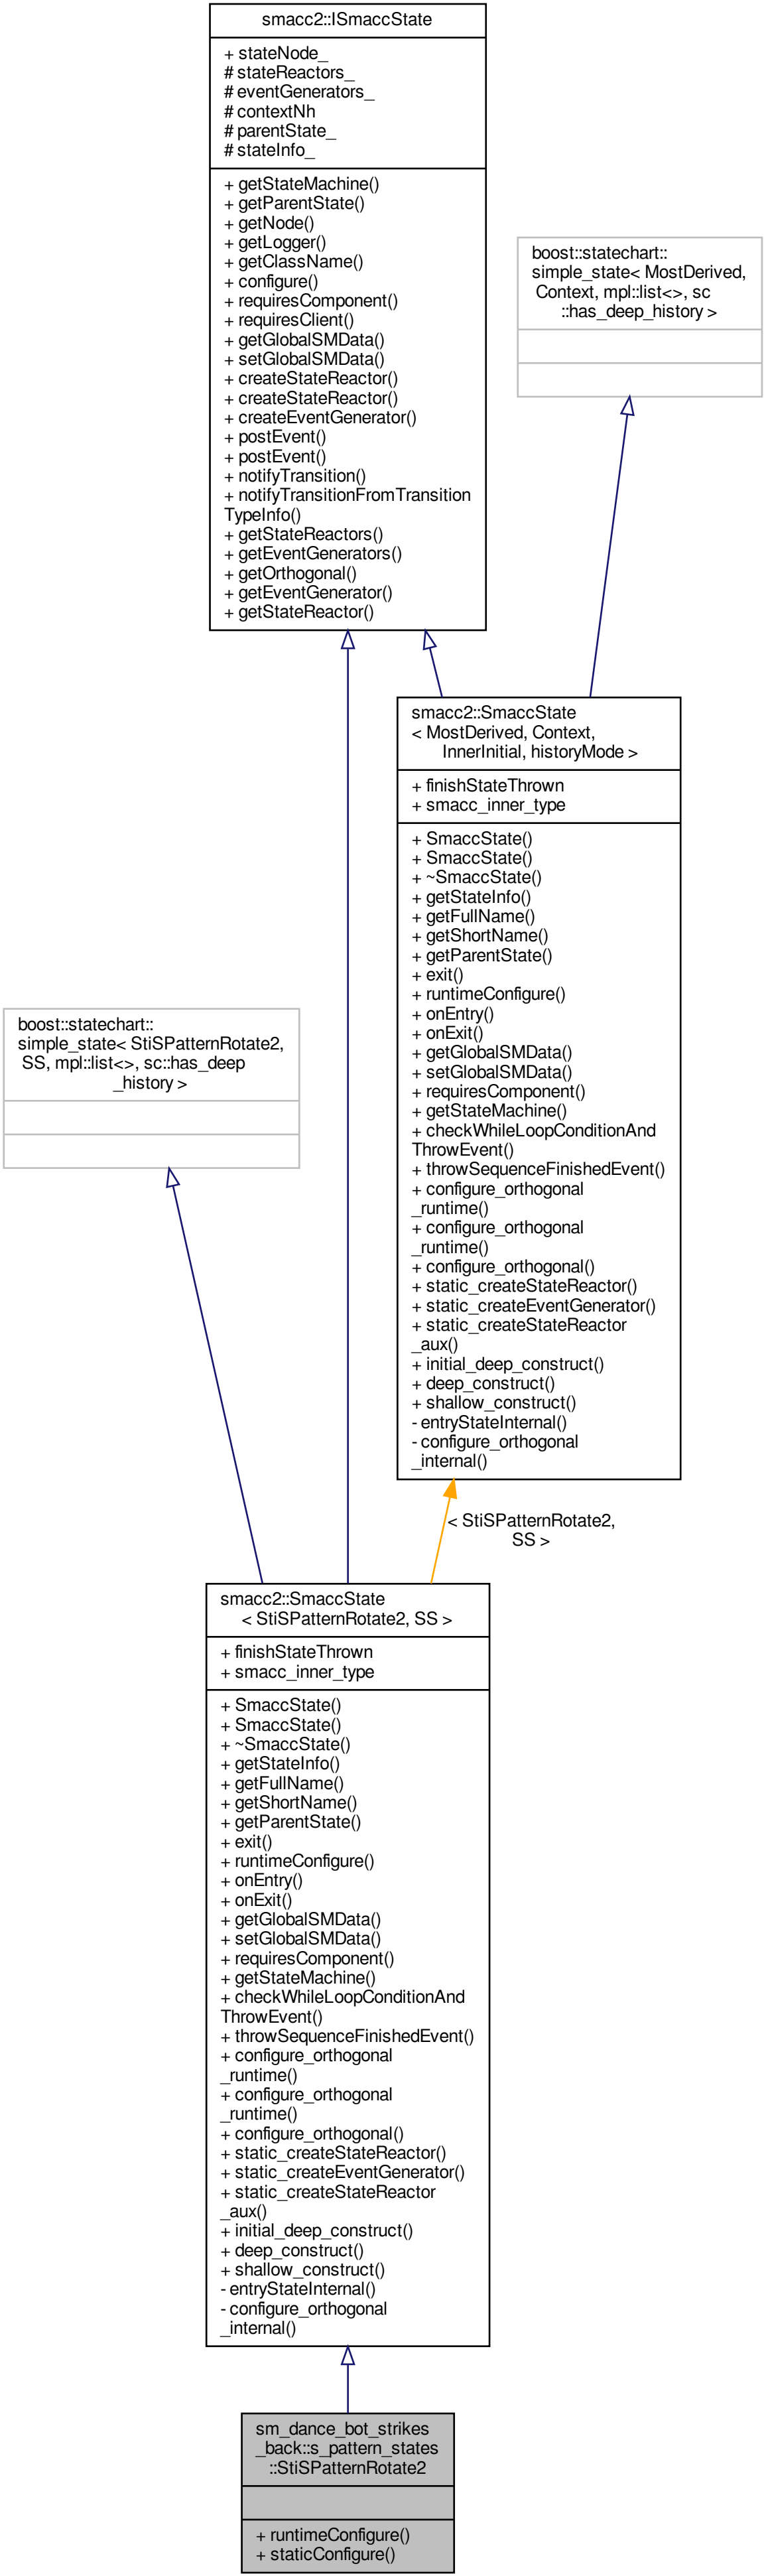 smacc2::ISmaccState
+ stateNode_
# stateReactors_
# eventGenerators_
# contextNh
# parentState_
# stateInfo_
+ getStateMachine()
+ getParentState()
+ getNode()
+ getLogger()
+ getClassName()
+ configure()
+ requiresComponent()
+ requiresClient()
+ getGlobalSMData()
+ setGlobalSMData()
+ createStateReactor()
+ createStateReactor()
+ createEventGenerator()
+ postEvent()
+ postEvent()
+ notifyTransition()
+ notifyTransitionFromTransition
TypeInfo()
+ getStateReactors()
+ getEventGenerators()
+ getOrthogonal()
+ getEventGenerator()
+ getStateReactor()
boost::statechart::
simple_state< MostDerived,
Context, mpl::list<>, sc
::has_deep_history >
smacc2::SmaccState
< MostDerived, Context,
InnerInitial, historyMode >
+ finishStateThrown
+ smacc_inner_type
+ SmaccState()
+ SmaccState()
+ ~SmaccState()
+ getStateInfo()
+ getFullName()
+ getShortName()
+ getParentState()
+ exit()
+ runtimeConfigure()
+ onEntry()
+ onExit()
+ getGlobalSMData()
+ setGlobalSMData()
+ requiresComponent()
+ getStateMachine()
+ checkWhileLoopConditionAnd
ThrowEvent()
+ throwSequenceFinishedEvent()
+ configure_orthogonal
_runtime()
+ configure_orthogonal
_runtime()
+ configure_orthogonal()
+ static_createStateReactor()
+ static_createEventGenerator()
+ static_createStateReactor
_aux()
+ initial_deep_construct()
+ deep_construct()
+ shallow_construct()
- entryStateInternal()
- configure_orthogonal
_internal()
boost::statechart::
simple_state< StiSPatternRotate2,
SS, mpl::list<>, sc::has_deep
_history >
< StiSPatternRotate2,
SS >
smacc2::SmaccState
< StiSPatternRotate2, SS >
+ finishStateThrown
+ smacc_inner_type
+ SmaccState()
+ SmaccState()
+ ~SmaccState()
+ getStateInfo()
+ getFullName()
+ getShortName()
+ getParentState()
+ exit()
+ runtimeConfigure()
+ onEntry()
+ onExit()
+ getGlobalSMData()
+ setGlobalSMData()
+ requiresComponent()
+ getStateMachine()
+ checkWhileLoopConditionAnd
ThrowEvent()
+ throwSequenceFinishedEvent()
+ configure_orthogonal
_runtime()
+ configure_orthogonal
_runtime()
+ configure_orthogonal()
+ static_createStateReactor()
+ static_createEventGenerator()
+ static_createStateReactor
_aux()
+ initial_deep_construct()
+ deep_construct()
+ shallow_construct()
- entryStateInternal()
- configure_orthogonal
_internal()
sm_dance_bot_strikes
_back::s_pattern_states
::StiSPatternRotate2
+ runtimeConfigure()
+ staticConfigure()